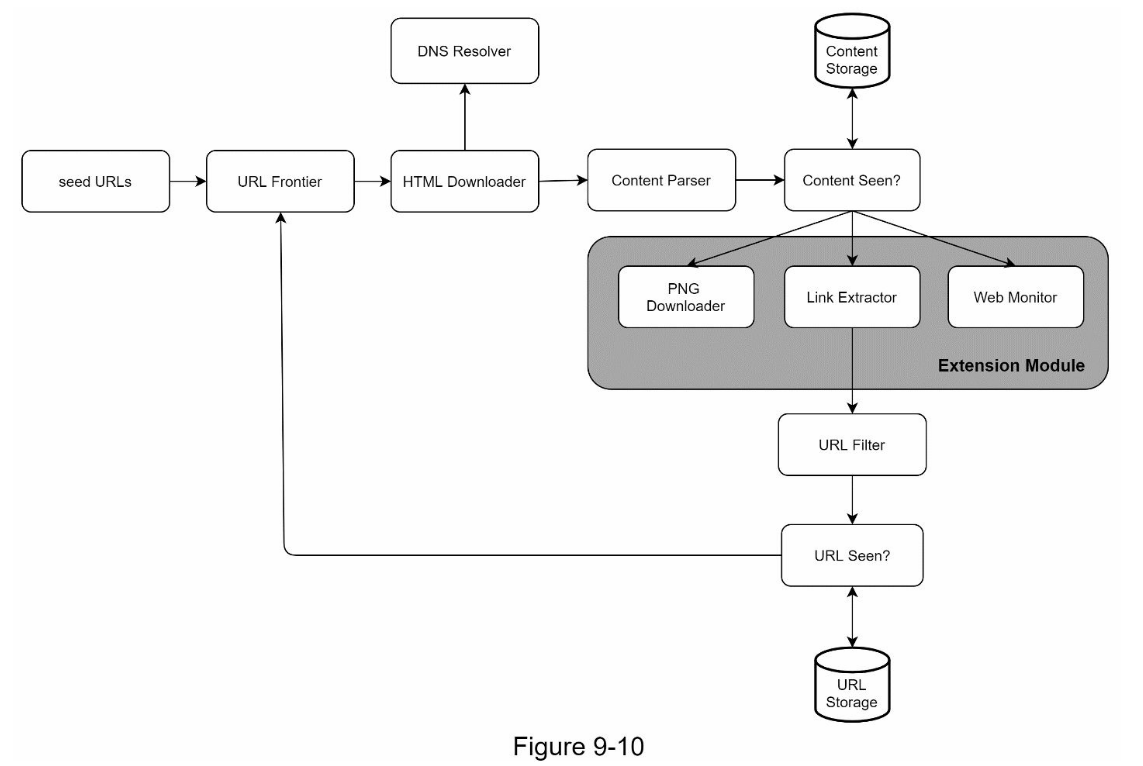 DNS Resolver
Content
Storage
seed URLs
URL Frontier
HTML Downloader
Content Parser
Content Seen?
PNG
Downloader
Link Extractor
Web Monitor
Extension Module
URL Filter
URL Seen?
URL
Storage
Figure 9-10